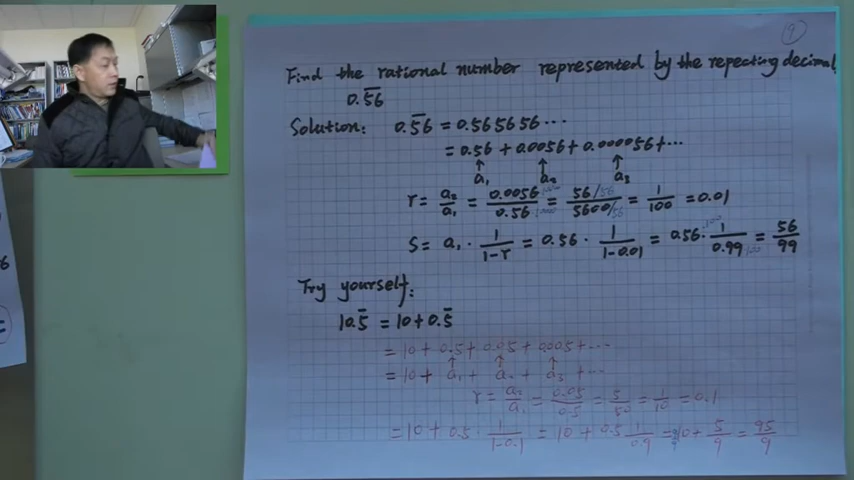 9
Find the rational number represented by the repecting decimal
0.5̅6̅
Solution: 0.5̅6̅ = 0.565656...
= 0.56 + 0.0056 + 0.000056 + ...
↑ ↑ ↑
a₁ a₂ a₃
r = a₂/a₁ = 0.0056/0.56 = 56/56 / 5600/56 = 1/100 = 0.01
S = a₁ · 1/(1-r) = 0.56 · 1/(1-0.01) = 0.56 · 1/0.99 = 56/99
Try yourself:
10.5̅ = 10 + 0.5̅
= 10 + 0.5 + 0.05 + 0.005 + ...
↑ ↑ ↑
= 10 + a₁ + a₂ + a₃ + ...
r = a₂/a₁ = 0.05/0.5 = 5/50 = 1/10 = 0.1
= 10 + 0.5 · 1/(1-0.1) = 10 + 0.5 1/0.9 = 10 + 5/9 = 95/9